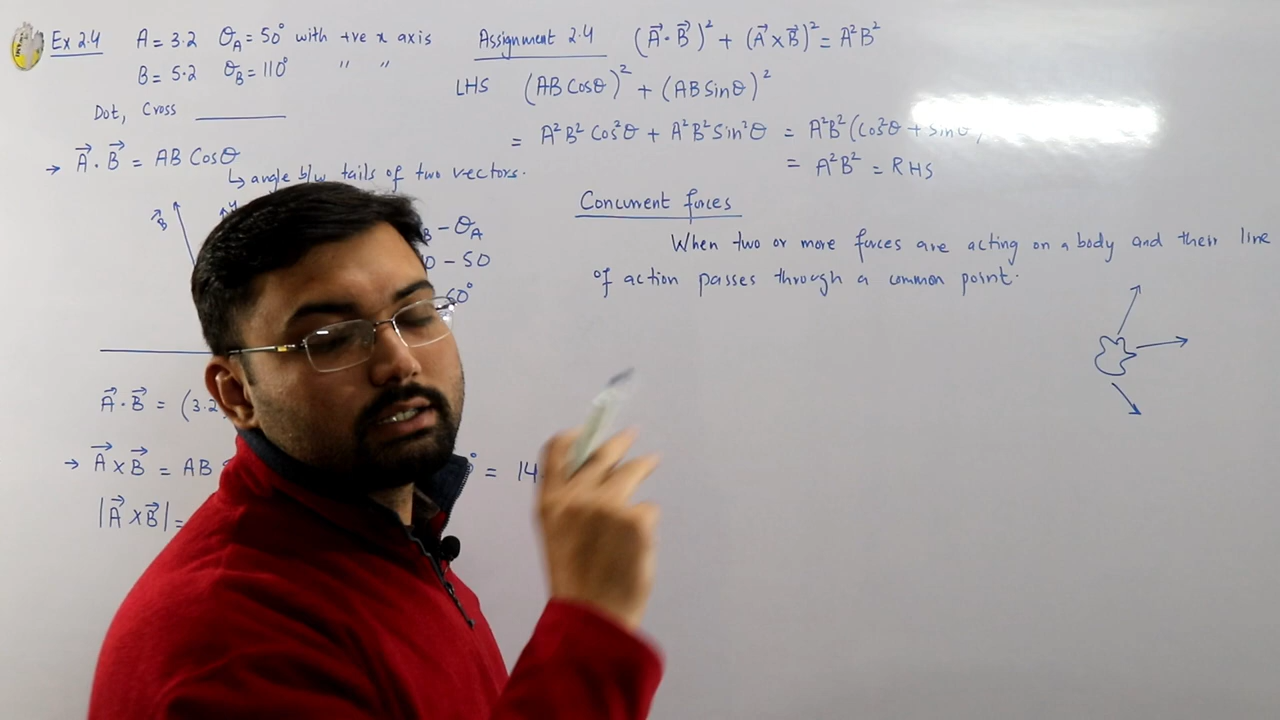 Ex 2.4 A = 3.2 θA = 50° with +ve x axis
B = 5.2 θB = 110° " "
Dot, Cross
→ A⃗ · B⃗ = AB Cosθ
↳ angle b/w tails of two vectors.
B⃗
B − θA
0 − 50
60°
A⃗ · B⃗ = (3.2
→ A⃗ × B⃗ = AB ° = 14.
|A⃗ × B⃗| =
Assignment 2.4 (A⃗ · B⃗)² + (A⃗ × B⃗)² = A²B²
LHS (AB Cosθ)² + (AB Sinθ)²
= A²B² Cos²θ + A²B² Sin²θ = A²B² (Cos²θ + Sin²θ)
= A²B² = RHS
Concurrent forces
When two or more forces are acting on a body and their line
of action passes through a common point.